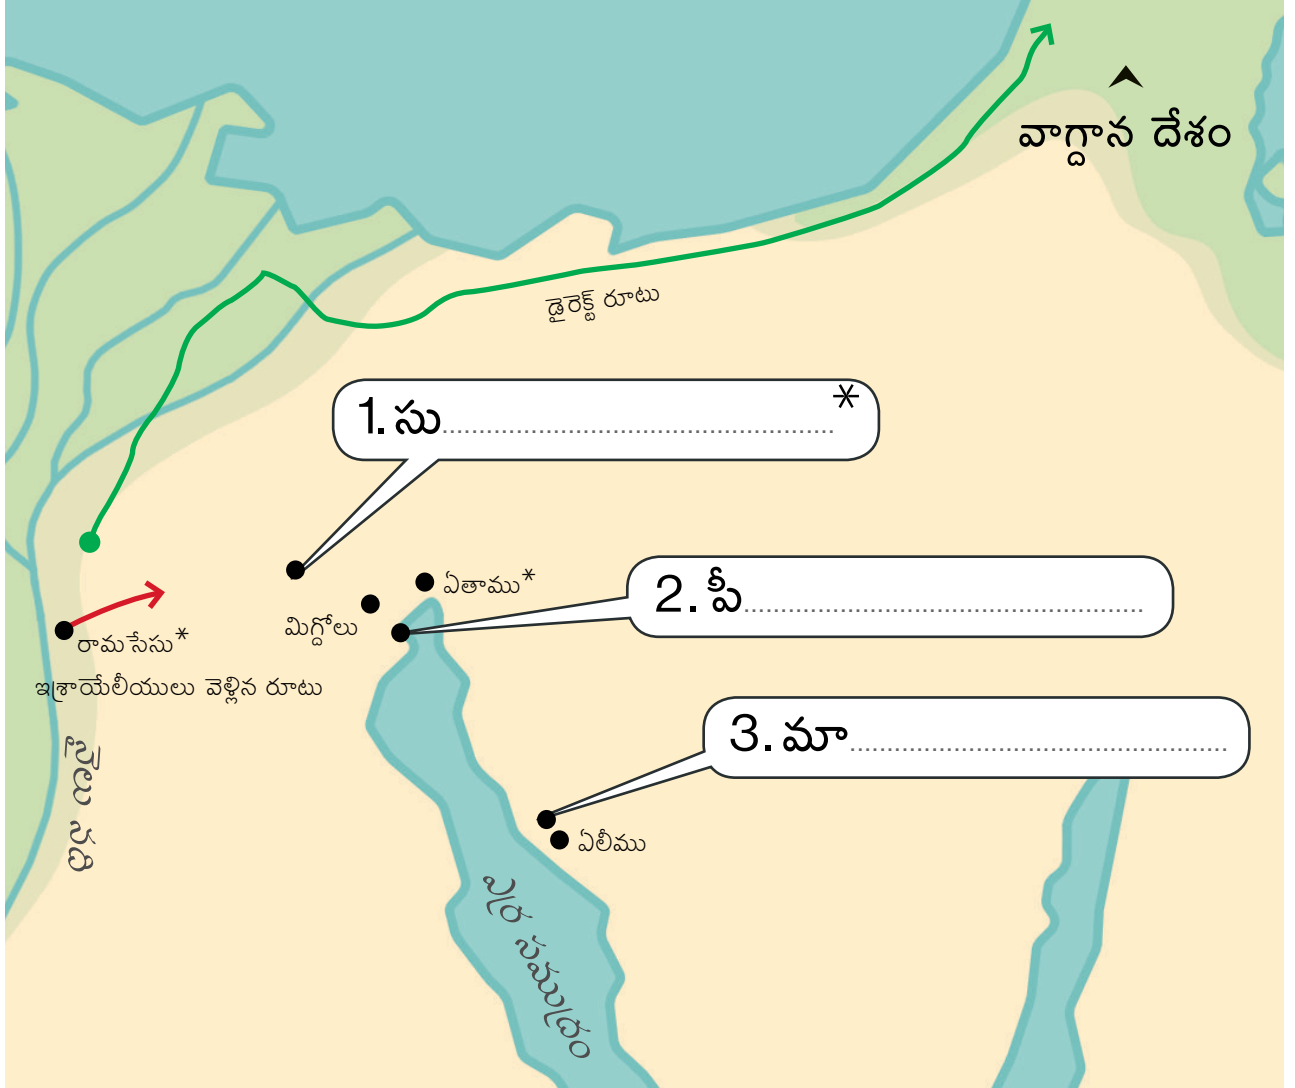 వాగ్దాన దేశం
డైరెక్ట్ రూటు
1. సు........................................*
ఏతాము*
2. పీ........................................
మిగ్దోలు
రామసేసు*
ఇశ్రాయేలీయులు వెళ్లిన రూటు
3. మా........................................
నైలు నది
ఏలీము
ఎర్ర సముద్రం